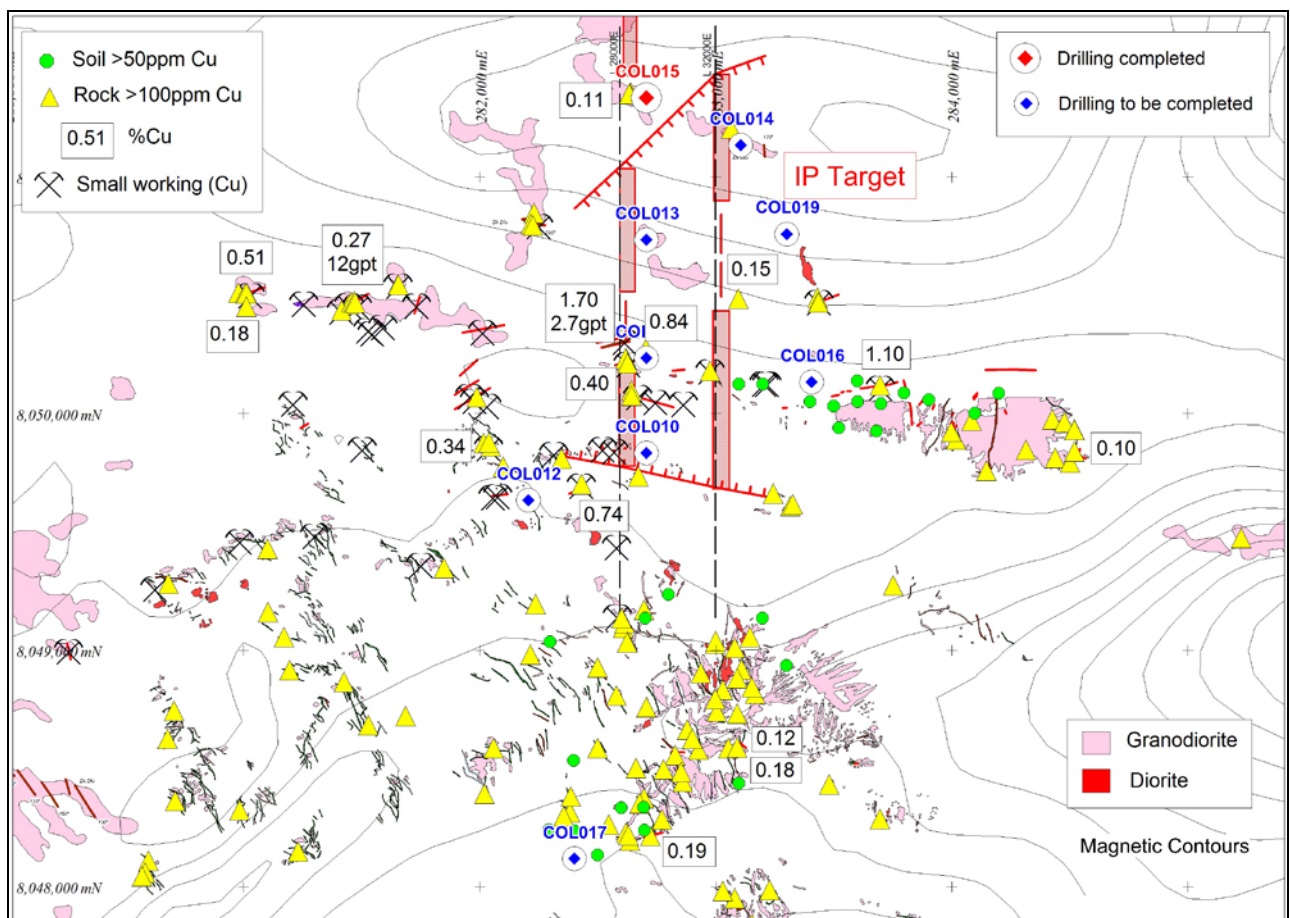 Soil >50ppm Cu
Rock >100ppm Cu
0.51 %Cu
Small working (Cu)
Drilling completed
Drilling to be completed
282,000 mE
L 28000E
L 32000E
284,000 mE
COL015
0.11
COL014
IP Target
COL013
COL019
0.51
0.27
12gpt
0.18
0.15
1.70
2.7gpt
0.84
COL
0.40
COL016
1.10
8,050,000 mN
0.34
COL010
COL012
0.74
0.10
8,049,000 mN
0.12
0.18
COL017
0.19
8,048,000 mN
Granodiorite
Diorite
Magnetic Contours